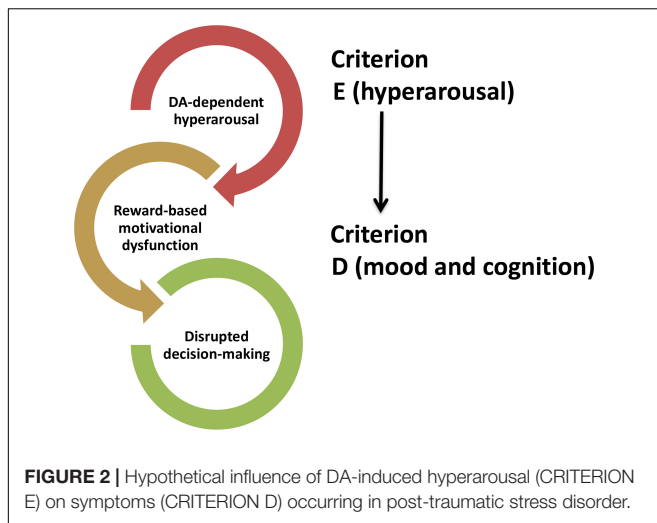 DA-dependent
hyperarousal
Criterion
E (hyperarousal)
Reward-based
motivational
dysfunction
Criterion
D (mood and cognition)
Disrupted
decision-making
FIGURE 2 | Hypothetical influence of DA-induced hyperarousal (CRITERION
E) on symptoms (CRITERION D) occurring in post-traumatic stress disorder.